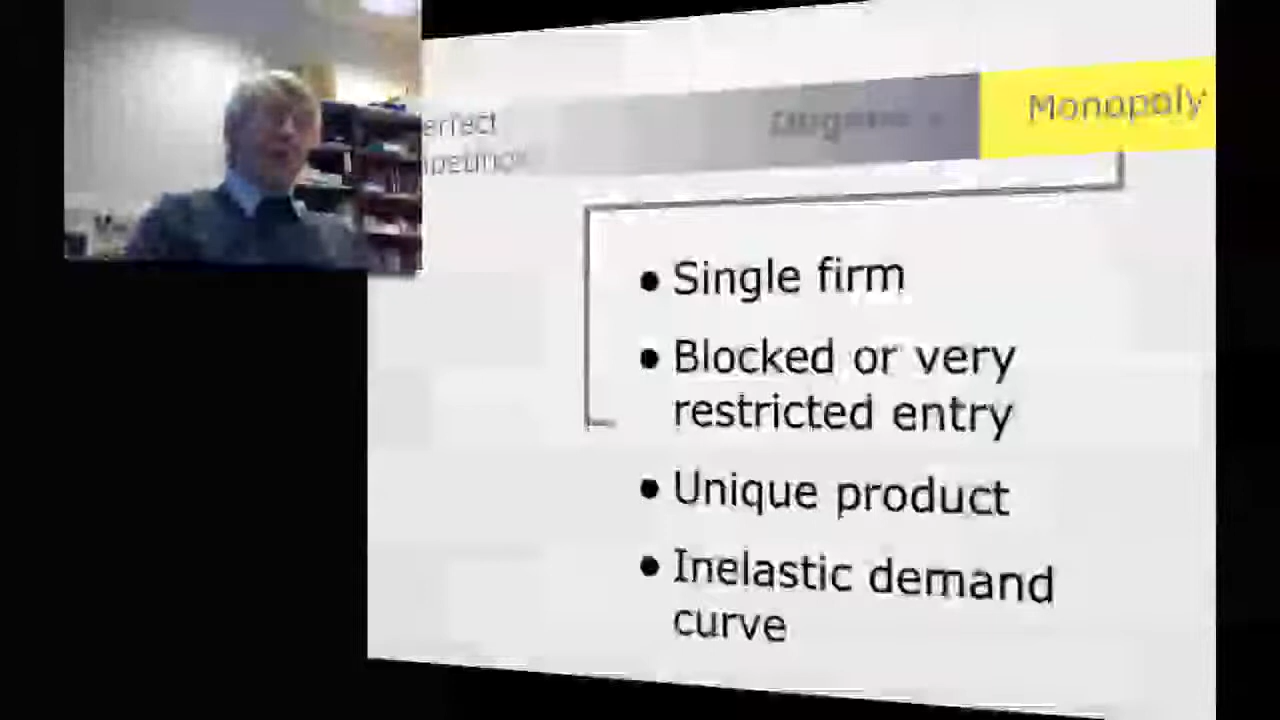 Monopoly
• Single firm
• Blocked or very
restricted entry
• Unique product
• Inelastic demand
curve